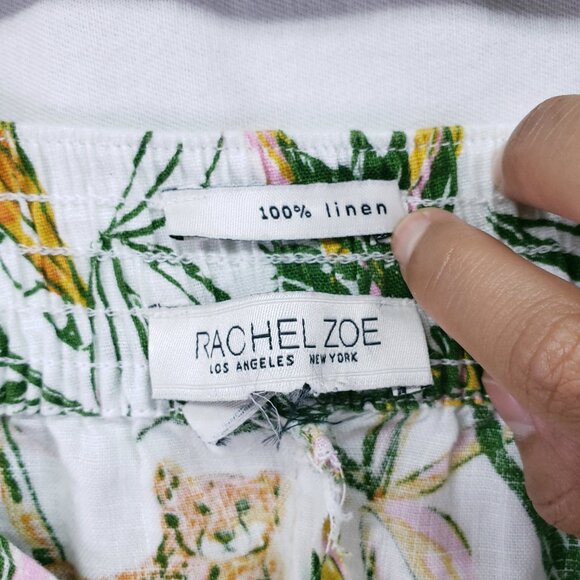 100% linen
RACHEL ZOE
LOS ANGELES NEW YORK